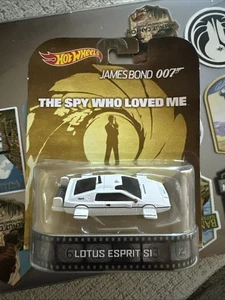 Hot Wheels
JAMES BOND 007
THE SPY WHO LOVED ME
LOTUS ESPRIT S1